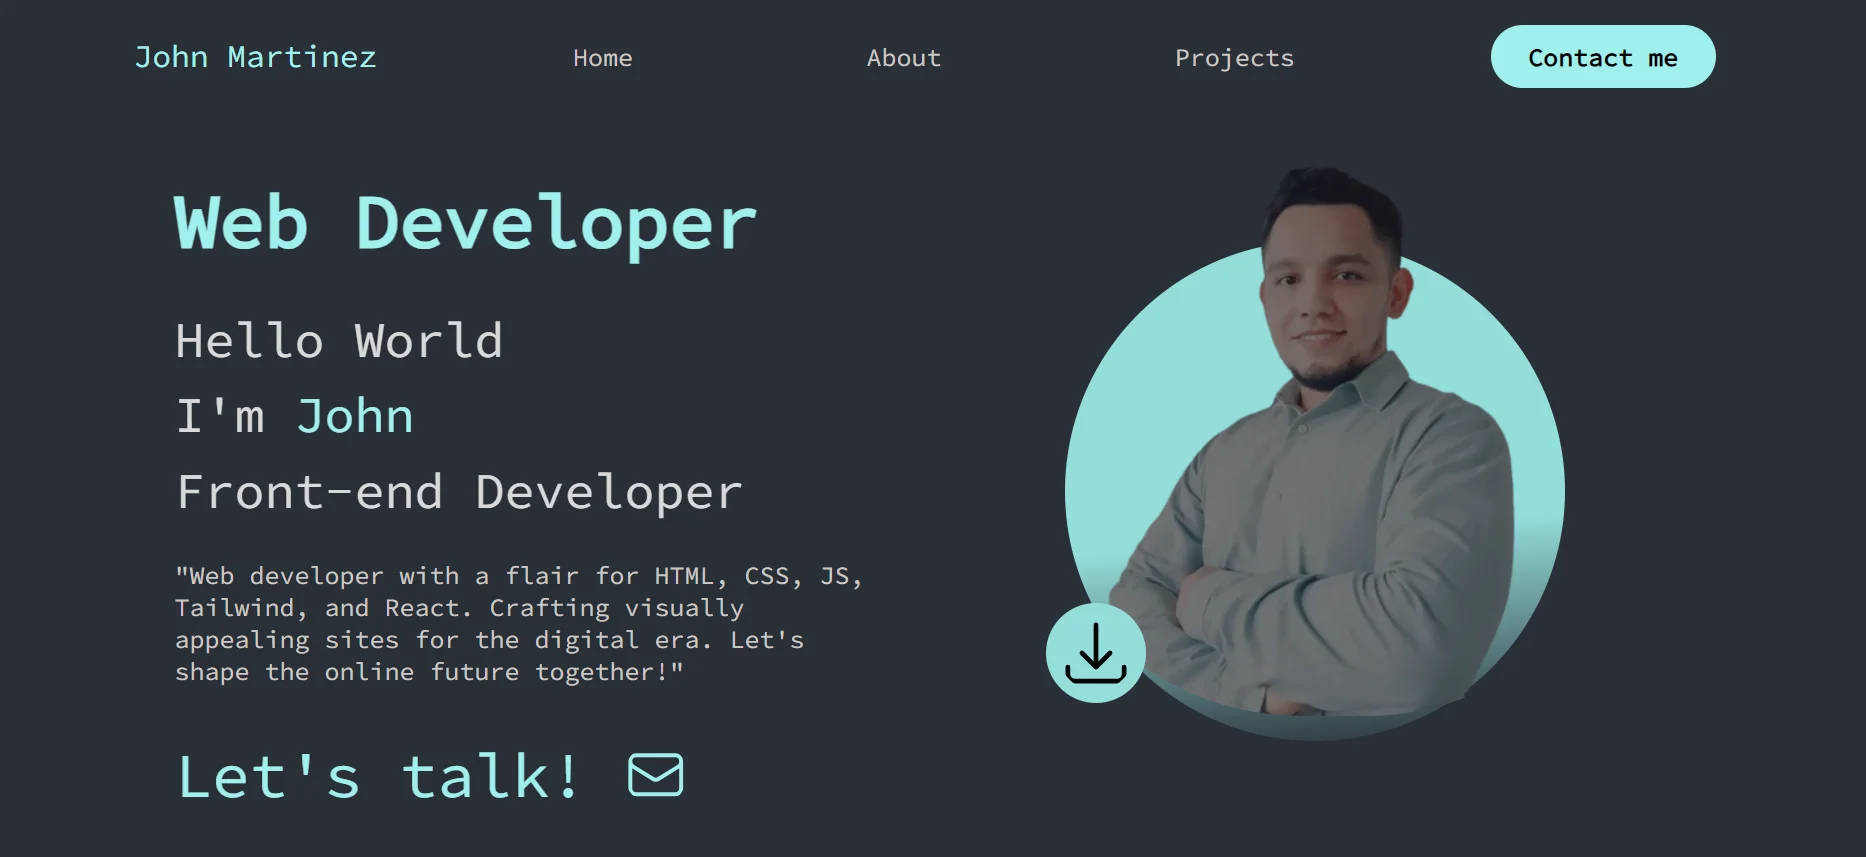 John Martinez
Home
About
Projects
Contact me
Web Developer
Hello World
I'm John
Front-end Developer
"Web developer with a flair for HTML, CSS, JS,
Tailwind, and React. Crafting visually
appealing sites for the digital era. Let's
shape the online future together!"
Let's talk!